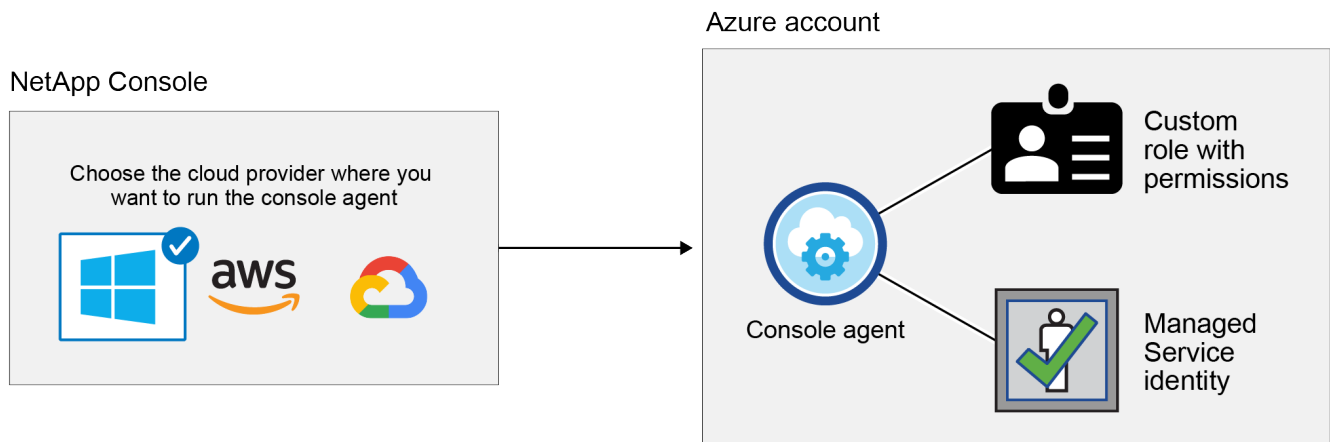 Azure account
NetApp Console
Choose the cloud provider where you
want to run the console agent
aws
Console agent
Custom
role with
permissions
Managed
Service
identity